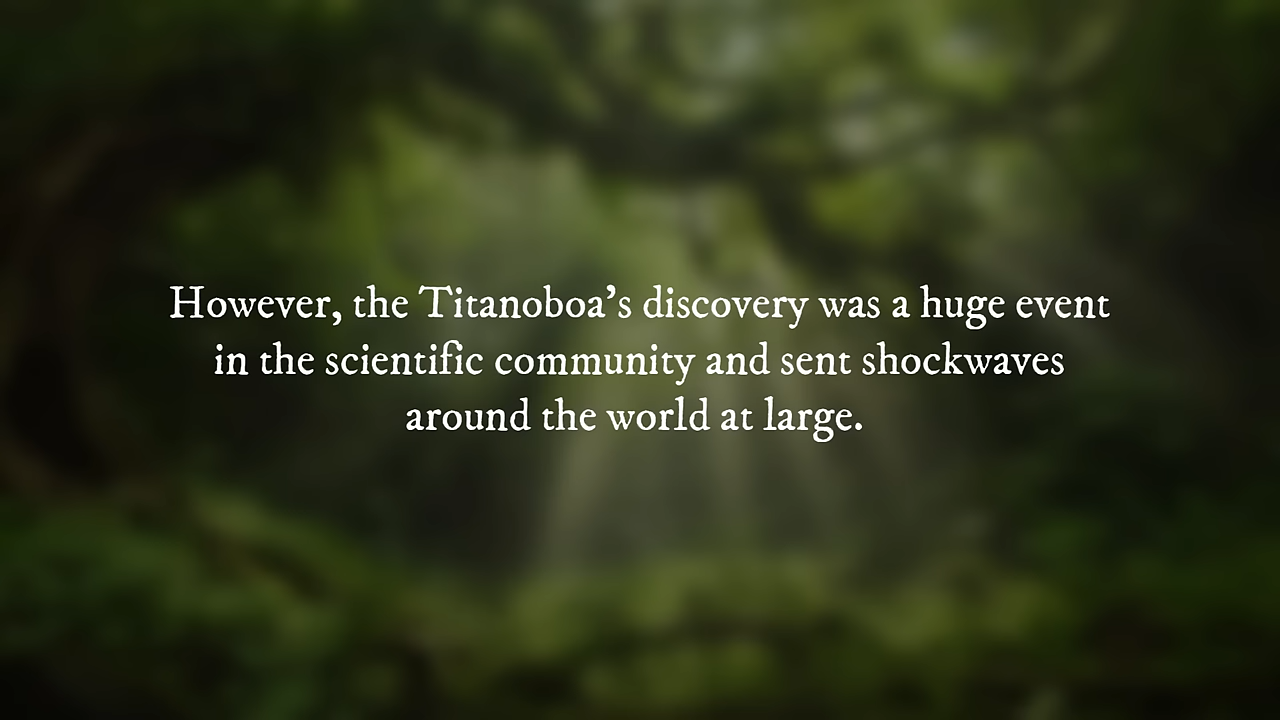 However, the Titanoboa’s discovery was a huge event
in the scientific community and sent shockwaves
around the world at large.